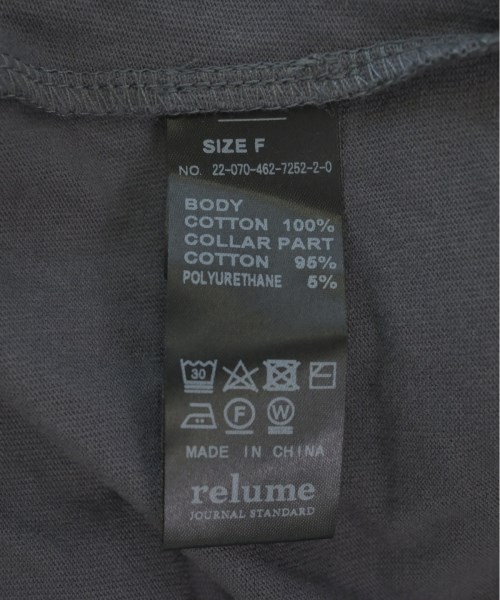 SIZE F
NO. 22-070-462-7252-2-0
BODY
COTTON 100%
COLLAR PART
COTTON 95%
POLYURETHANE 5%
30
F W
MADE IN CHINA
relume
JOURNAL STANDARD